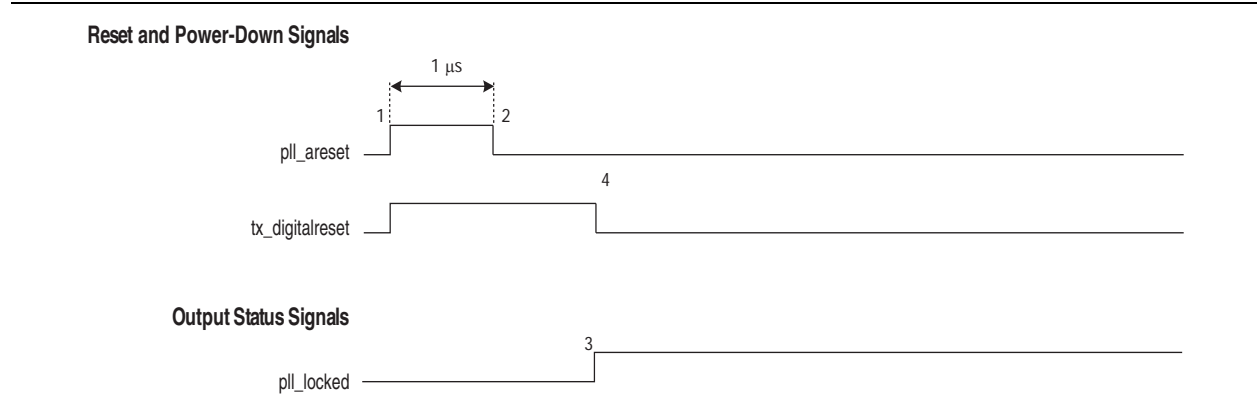 Reset and Power-Down Signals
1 μs
1
2
pll_areset
4
tx_digitalreset
Output Status Signals
3
pll_locked